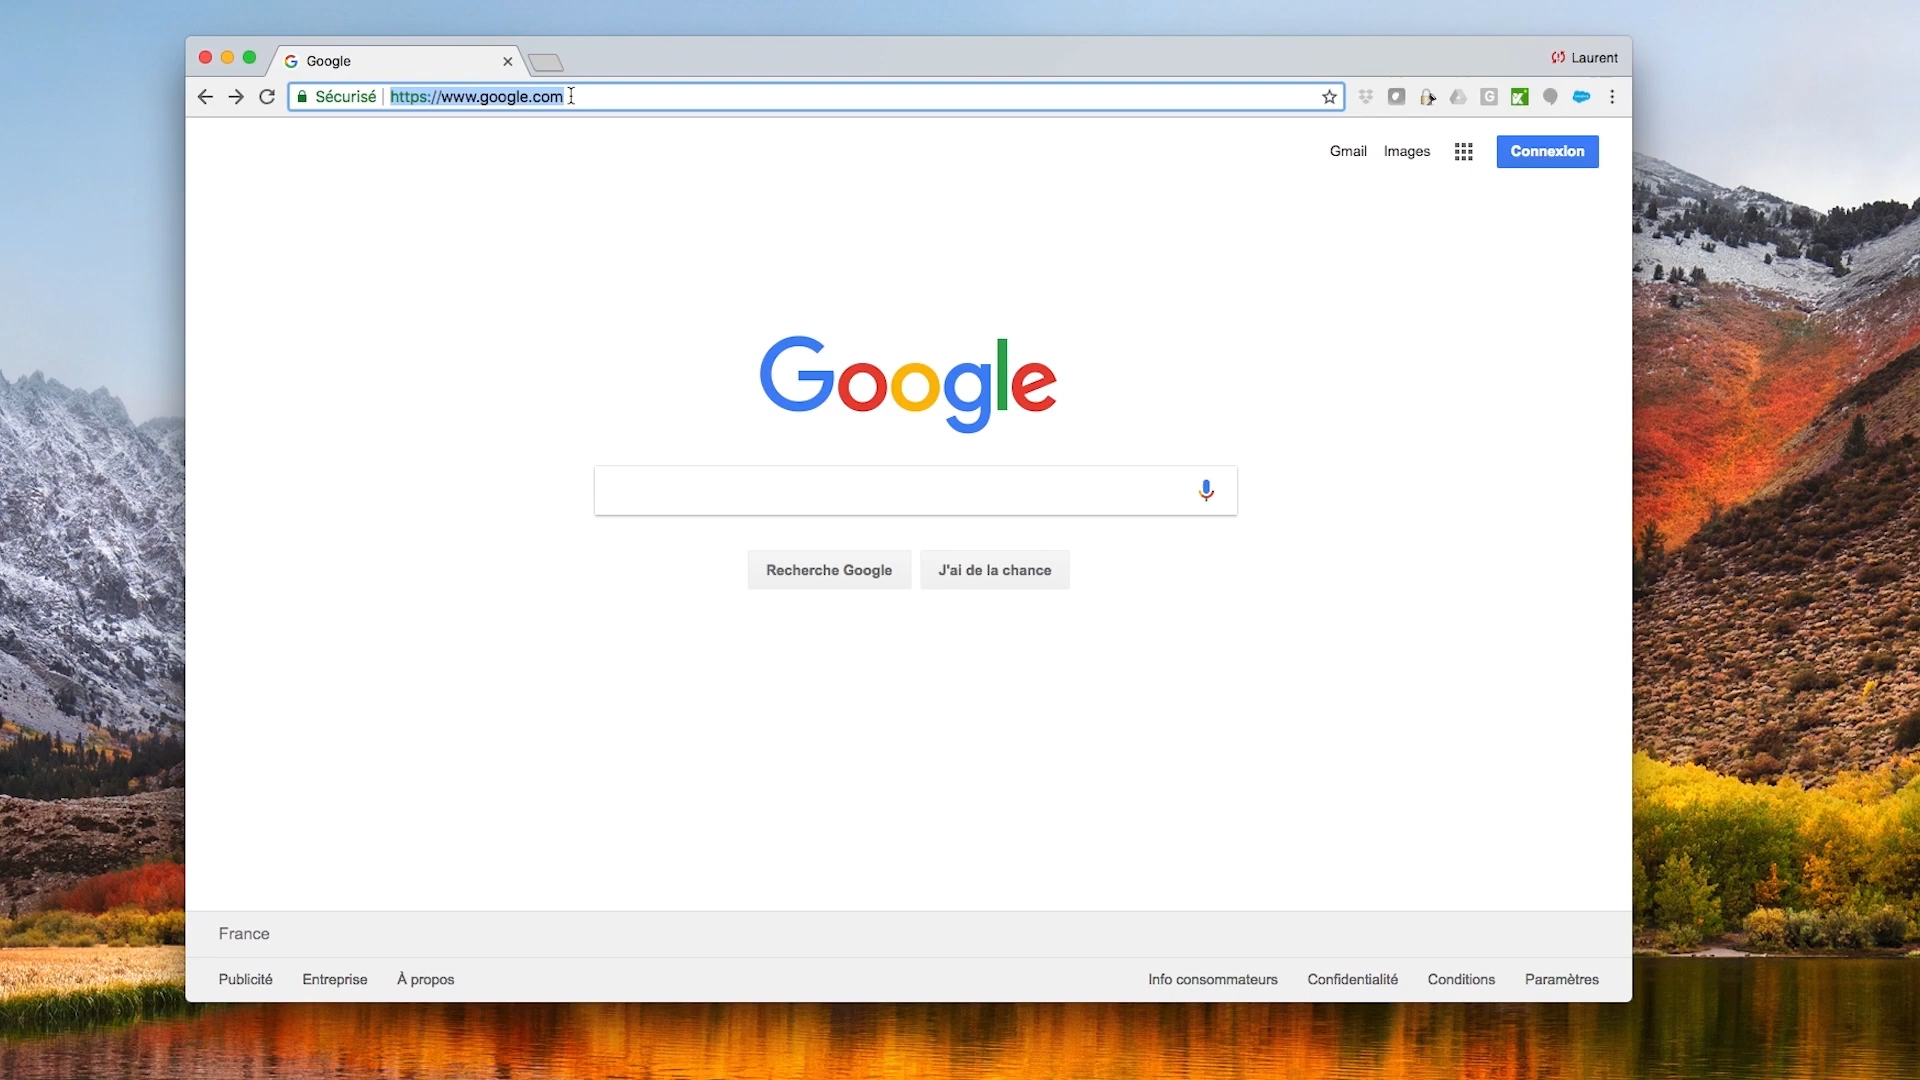 Google
Laurent
Sécurisé | https://www.google.com
Gmail Images Connexion
Google
Recherche Google J'ai de la chance
France
Publicité Entreprise À propos Info consommateurs Confidentialité Conditions Paramètres